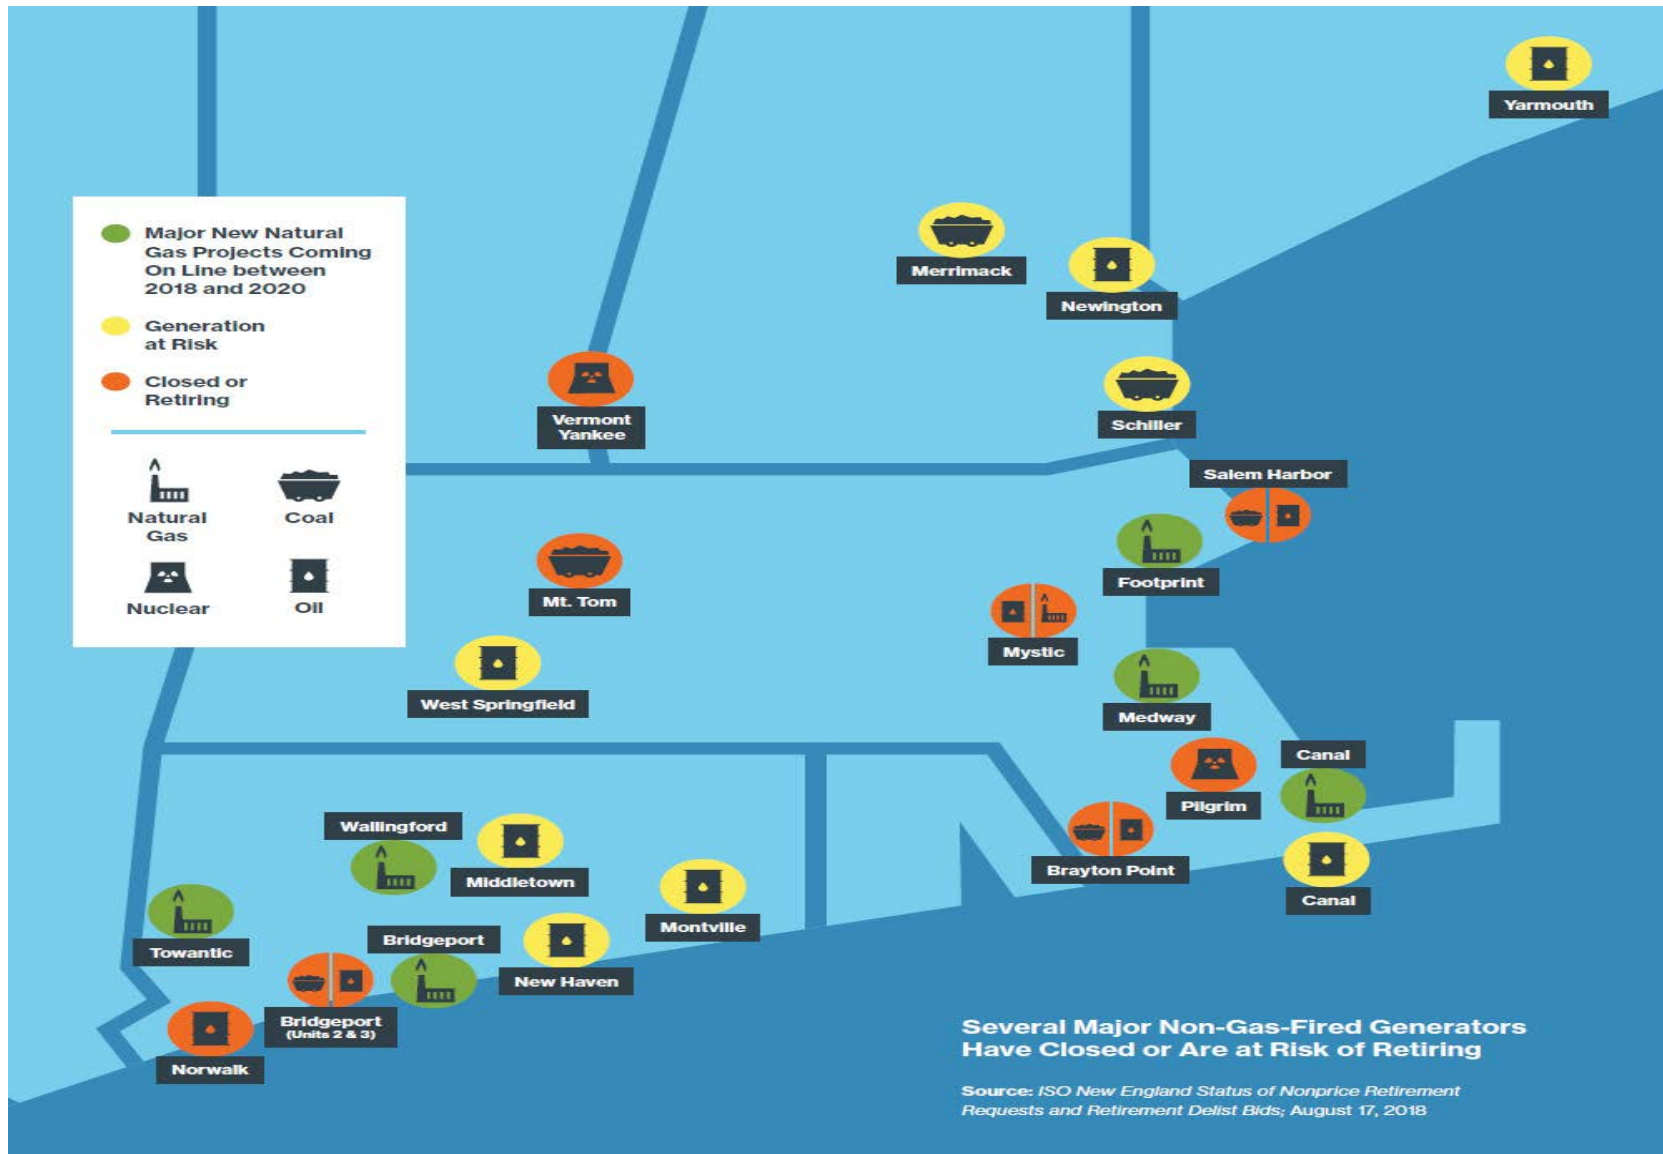 Yarmouth
Major New Natural
Gas Projects Coming
On Line between
2018 and 2020
Generation
at Risk
Closed or
Retiring
Natural
Gas
Coal
Nuclear
Oil
Merrimack
Newington
Vermont
Yankee
Schiller
Salem Harbor
Footprint
Mt. Tom
Mystic
West Springfield
Medway
Canal
Pilgrim
Wallingford
Middletown
Brayton Point
Canal
Montville
Bridgeport
Towantic
New Haven
Bridgeport
(Units 2 & 3)
Norwalk
Several Major Non-Gas-Fired Generators
Have Closed or Are at Risk of Retiring
Source: ISO New England Status of Nonprice Retirement
Requests and Retirement Delist Bids; August 17, 2018